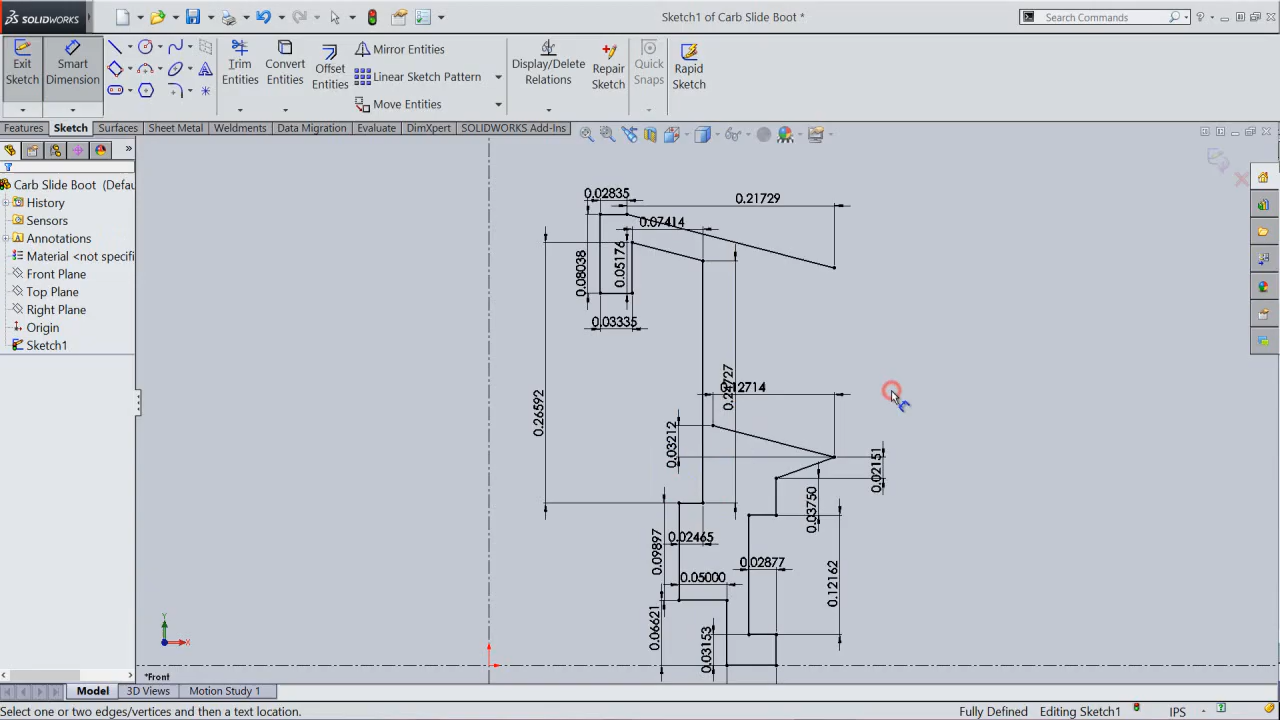 SOLIDWORKS
Sketch1 of Carb Slide Boot *
Search Commands
Exit Sketch
Smart Dimension
Trim Entities
Convert Entities
Offset Entities
Mirror Entities
Linear Sketch Pattern
Move Entities
Display/Delete Relations
Repair Sketch
Quick Snaps
Rapid Sketch
Features Sketch Surfaces Sheet Metal Weldments Data Migration Evaluate DimXpert SOLIDWORKS Add-Ins
Carb Slide Boot (Defau
History
Sensors
Annotations
Material <not specifi
Front Plane
Top Plane
Right Plane
Origin
Sketch1
0.02835
0.21729
0.07414
0.05176
0.08038
0.03335
0.12714
0.26592
0.03212
0.02151
0.03750
0.09897
0.02465
0.02877
0.12162
0.05000
0.06621
0.03153
Y
X
*Front
Model 3D Views Motion Study 1
Select one or two edges/vertices and then a text location.
Fully Defined Editing Sketch1 IPS